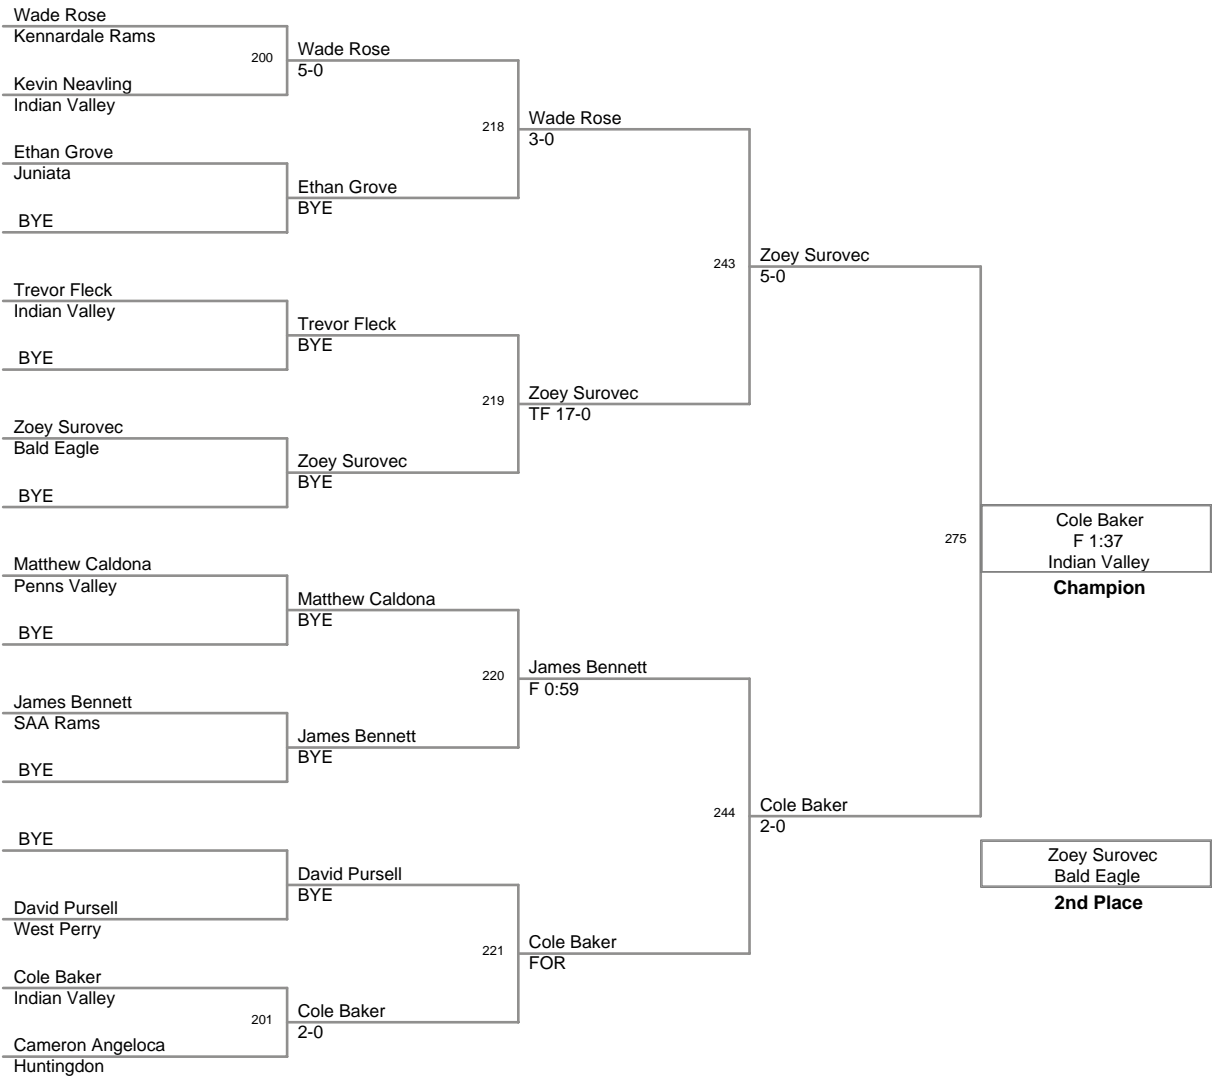 Wade Rose
Kennardale Rams
200
Kevin Neavling
Indian Valley
Wade Rose
5-0
Ethan Grove
Juniata
BYE
Ethan Grove
BYE
218
Wade Rose
3-0
Trevor Fleck
Indian Valley
BYE
Trevor Fleck
BYE
Zoey Surovec
Bald Eagle
BYE
Zoey Surovec
BYE
219
Zoey Surovec
TF 17-0
243
Zoey Surovec
5-0
Matthew Caldona
Penns Valley
BYE
Matthew Caldona
BYE
James Bennett
SAA Rams
BYE
James Bennett
BYE
220
James Bennett
F 0:59
BYE
David Pursell
West Perry
David Pursell
BYE
Cole Baker
Indian Valley
201
Cameron Angeloca
Huntingdon
Cole Baker
2-0
221
Cole Baker
FOR
244
Cole Baker
2-0
275
Cole Baker
F 1:37
Indian Valley
Champion
Zoey Surovec
Bald Eagle
2nd Place